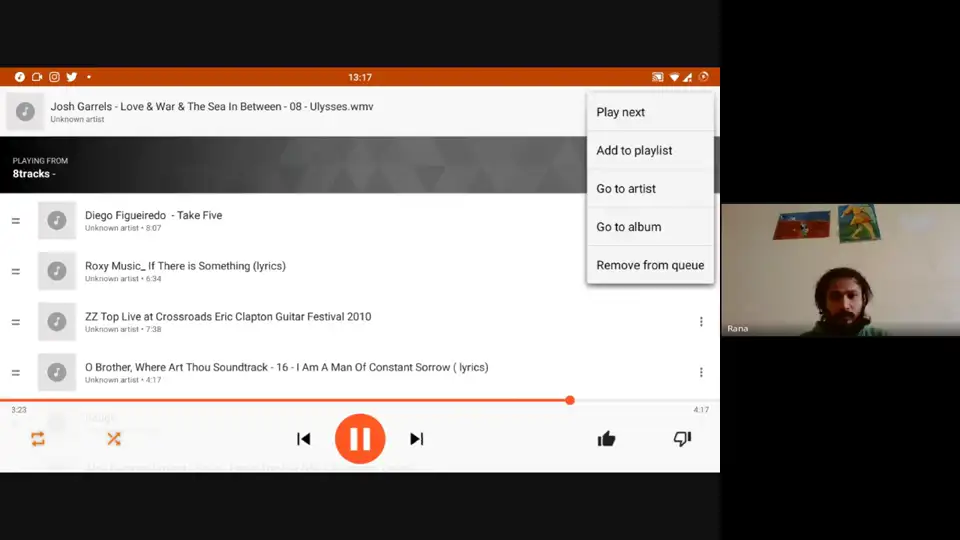 13:17
Josh Garrels - Love & War & The Sea In Between - 08 - Ulysses.wmv
Unknown artist
Play next
Add to playlist
Go to artist
Go to album
Remove from queue
PLAYING FROM
8tracks -
Diego Figueiredo - Take Five
Unknown artist • 8:07
Roxy Music_ If There is Something (lyrics)
Unknown artist • 6:34
ZZ Top Live at Crossroads Eric Clapton Guitar Festival 2010
Unknown artist • 7:38
O Brother, Where Art Thou Soundtrack - 16 - I Am A Man Of Constant Sorrow ( lyrics)
Unknown artist • 4:17
3:23
4:17
Rana